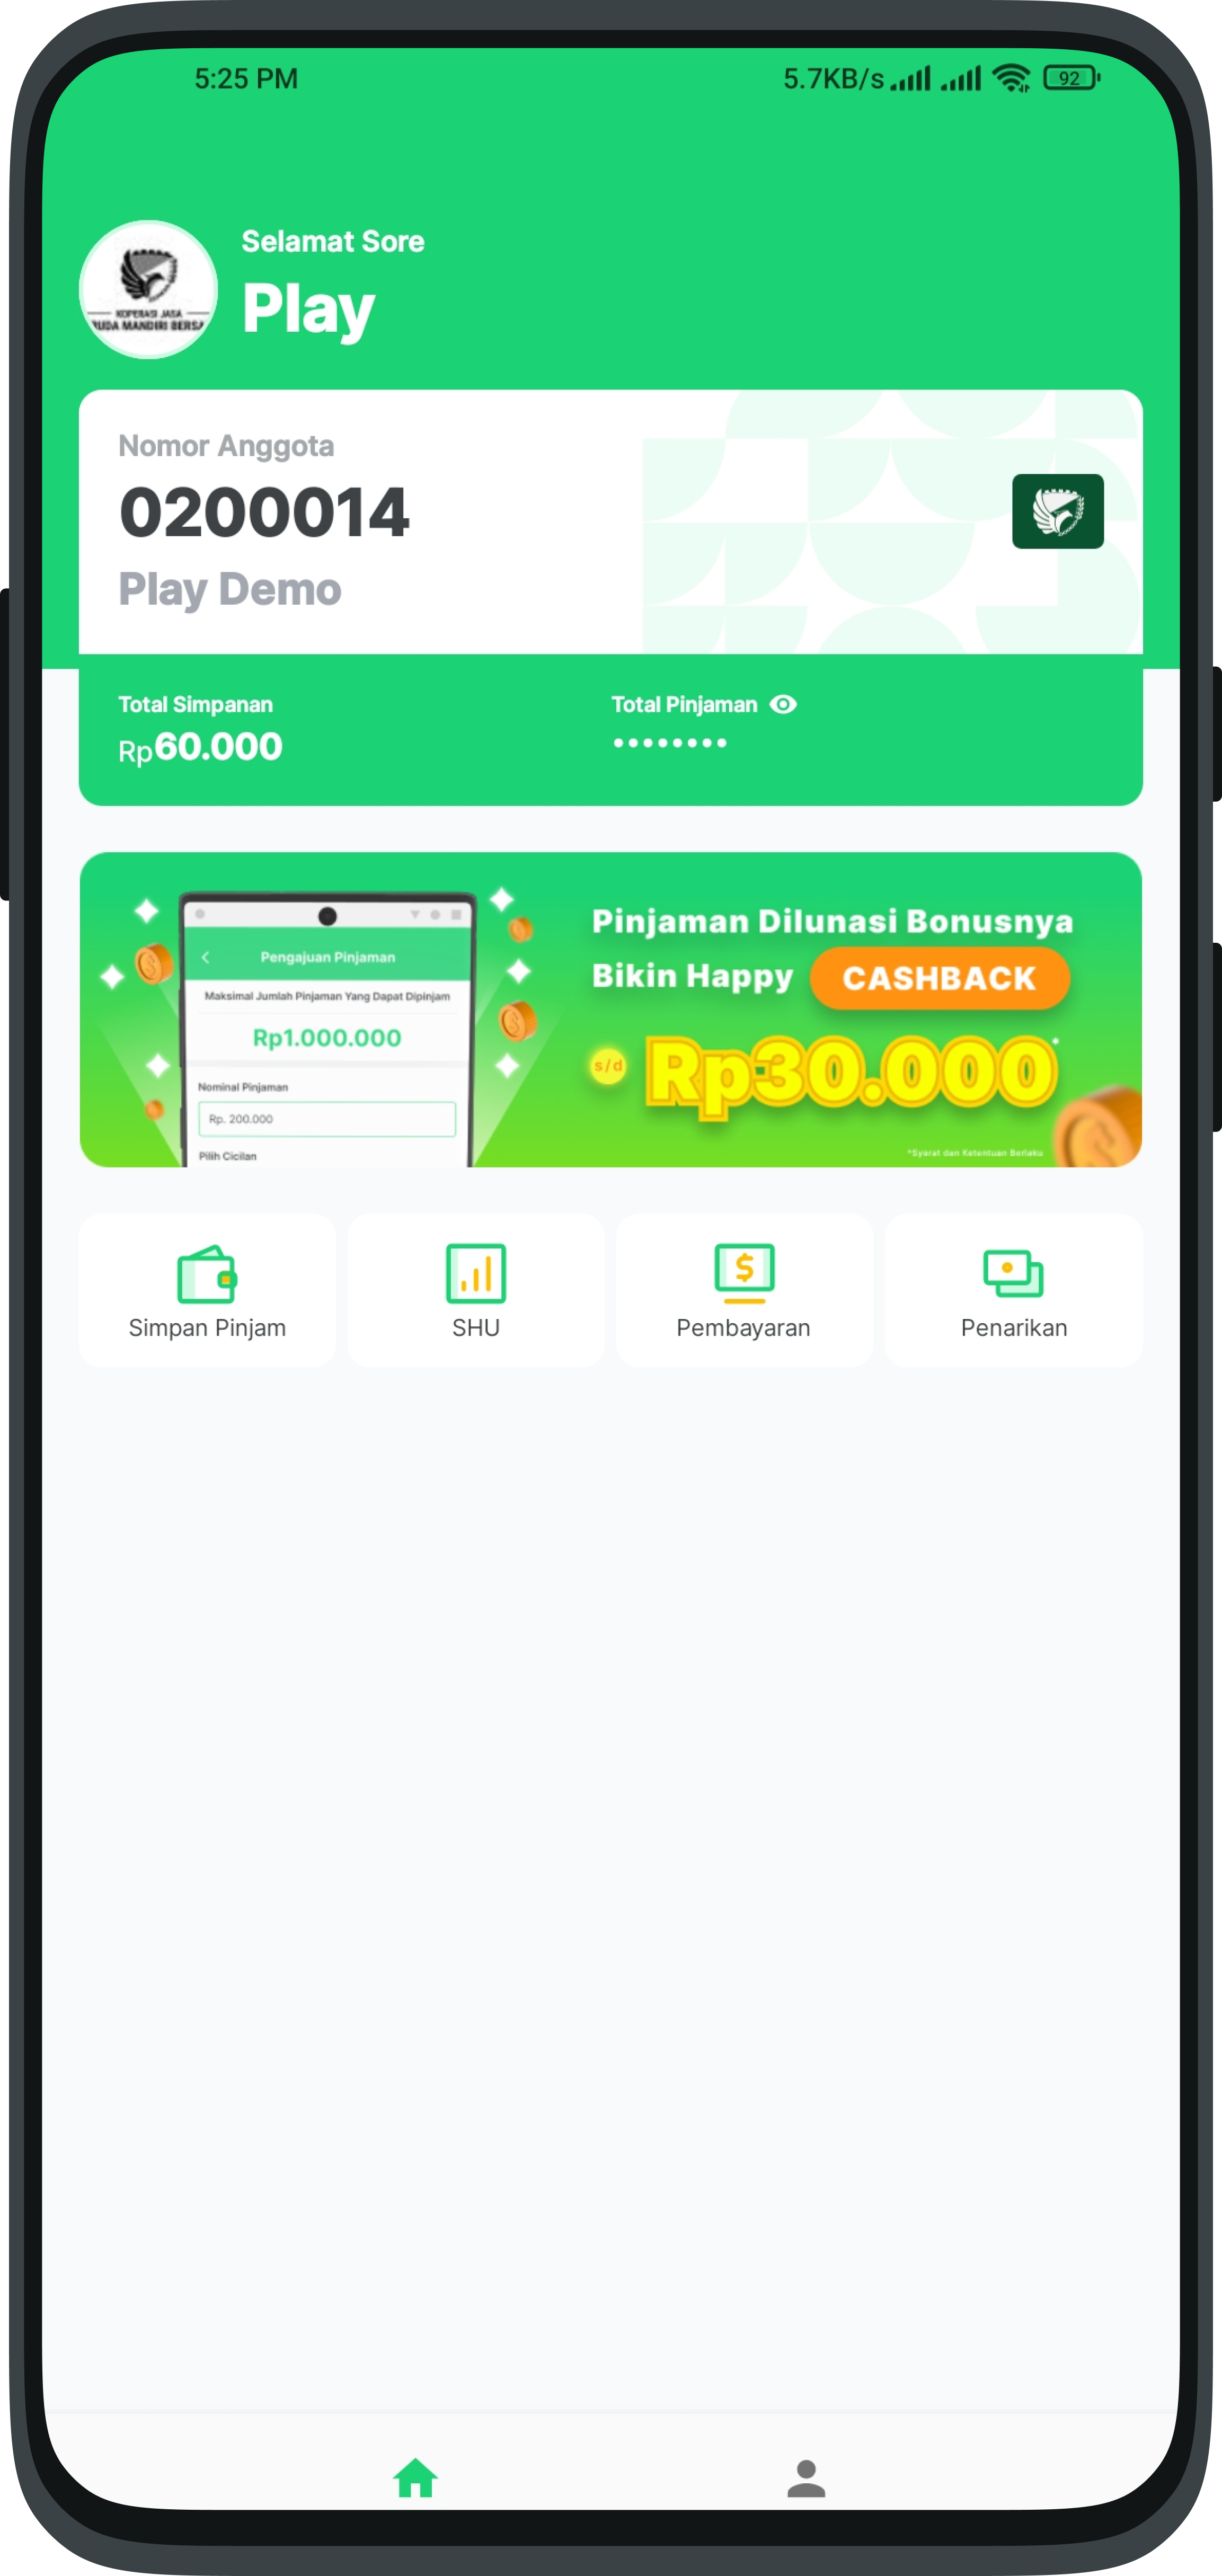 5:25 PM
5.7KB/s
92
Selamat Sore
Play
KOPERASI JASA
RUDA MANDIRI BERSA
Nomor Anggota
0200014
Play Demo
Total Simpanan
Total Pinjaman
Rp60.000
••••••••
Pinjaman Dilunasi Bonusnya
Bikin Happy CASHBACK
s/d Rp30.000*
*Syarat dan Ketentuan Berlaku
Pengajuan Pinjaman
Maksimal Jumlah Pinjaman Yang Dapat Dipinjam
Rp1.000.000
Nominal Pinjaman
Rp. 200.000
Pilih Cicilan
Simpan Pinjam
SHU
Pembayaran
Penarikan